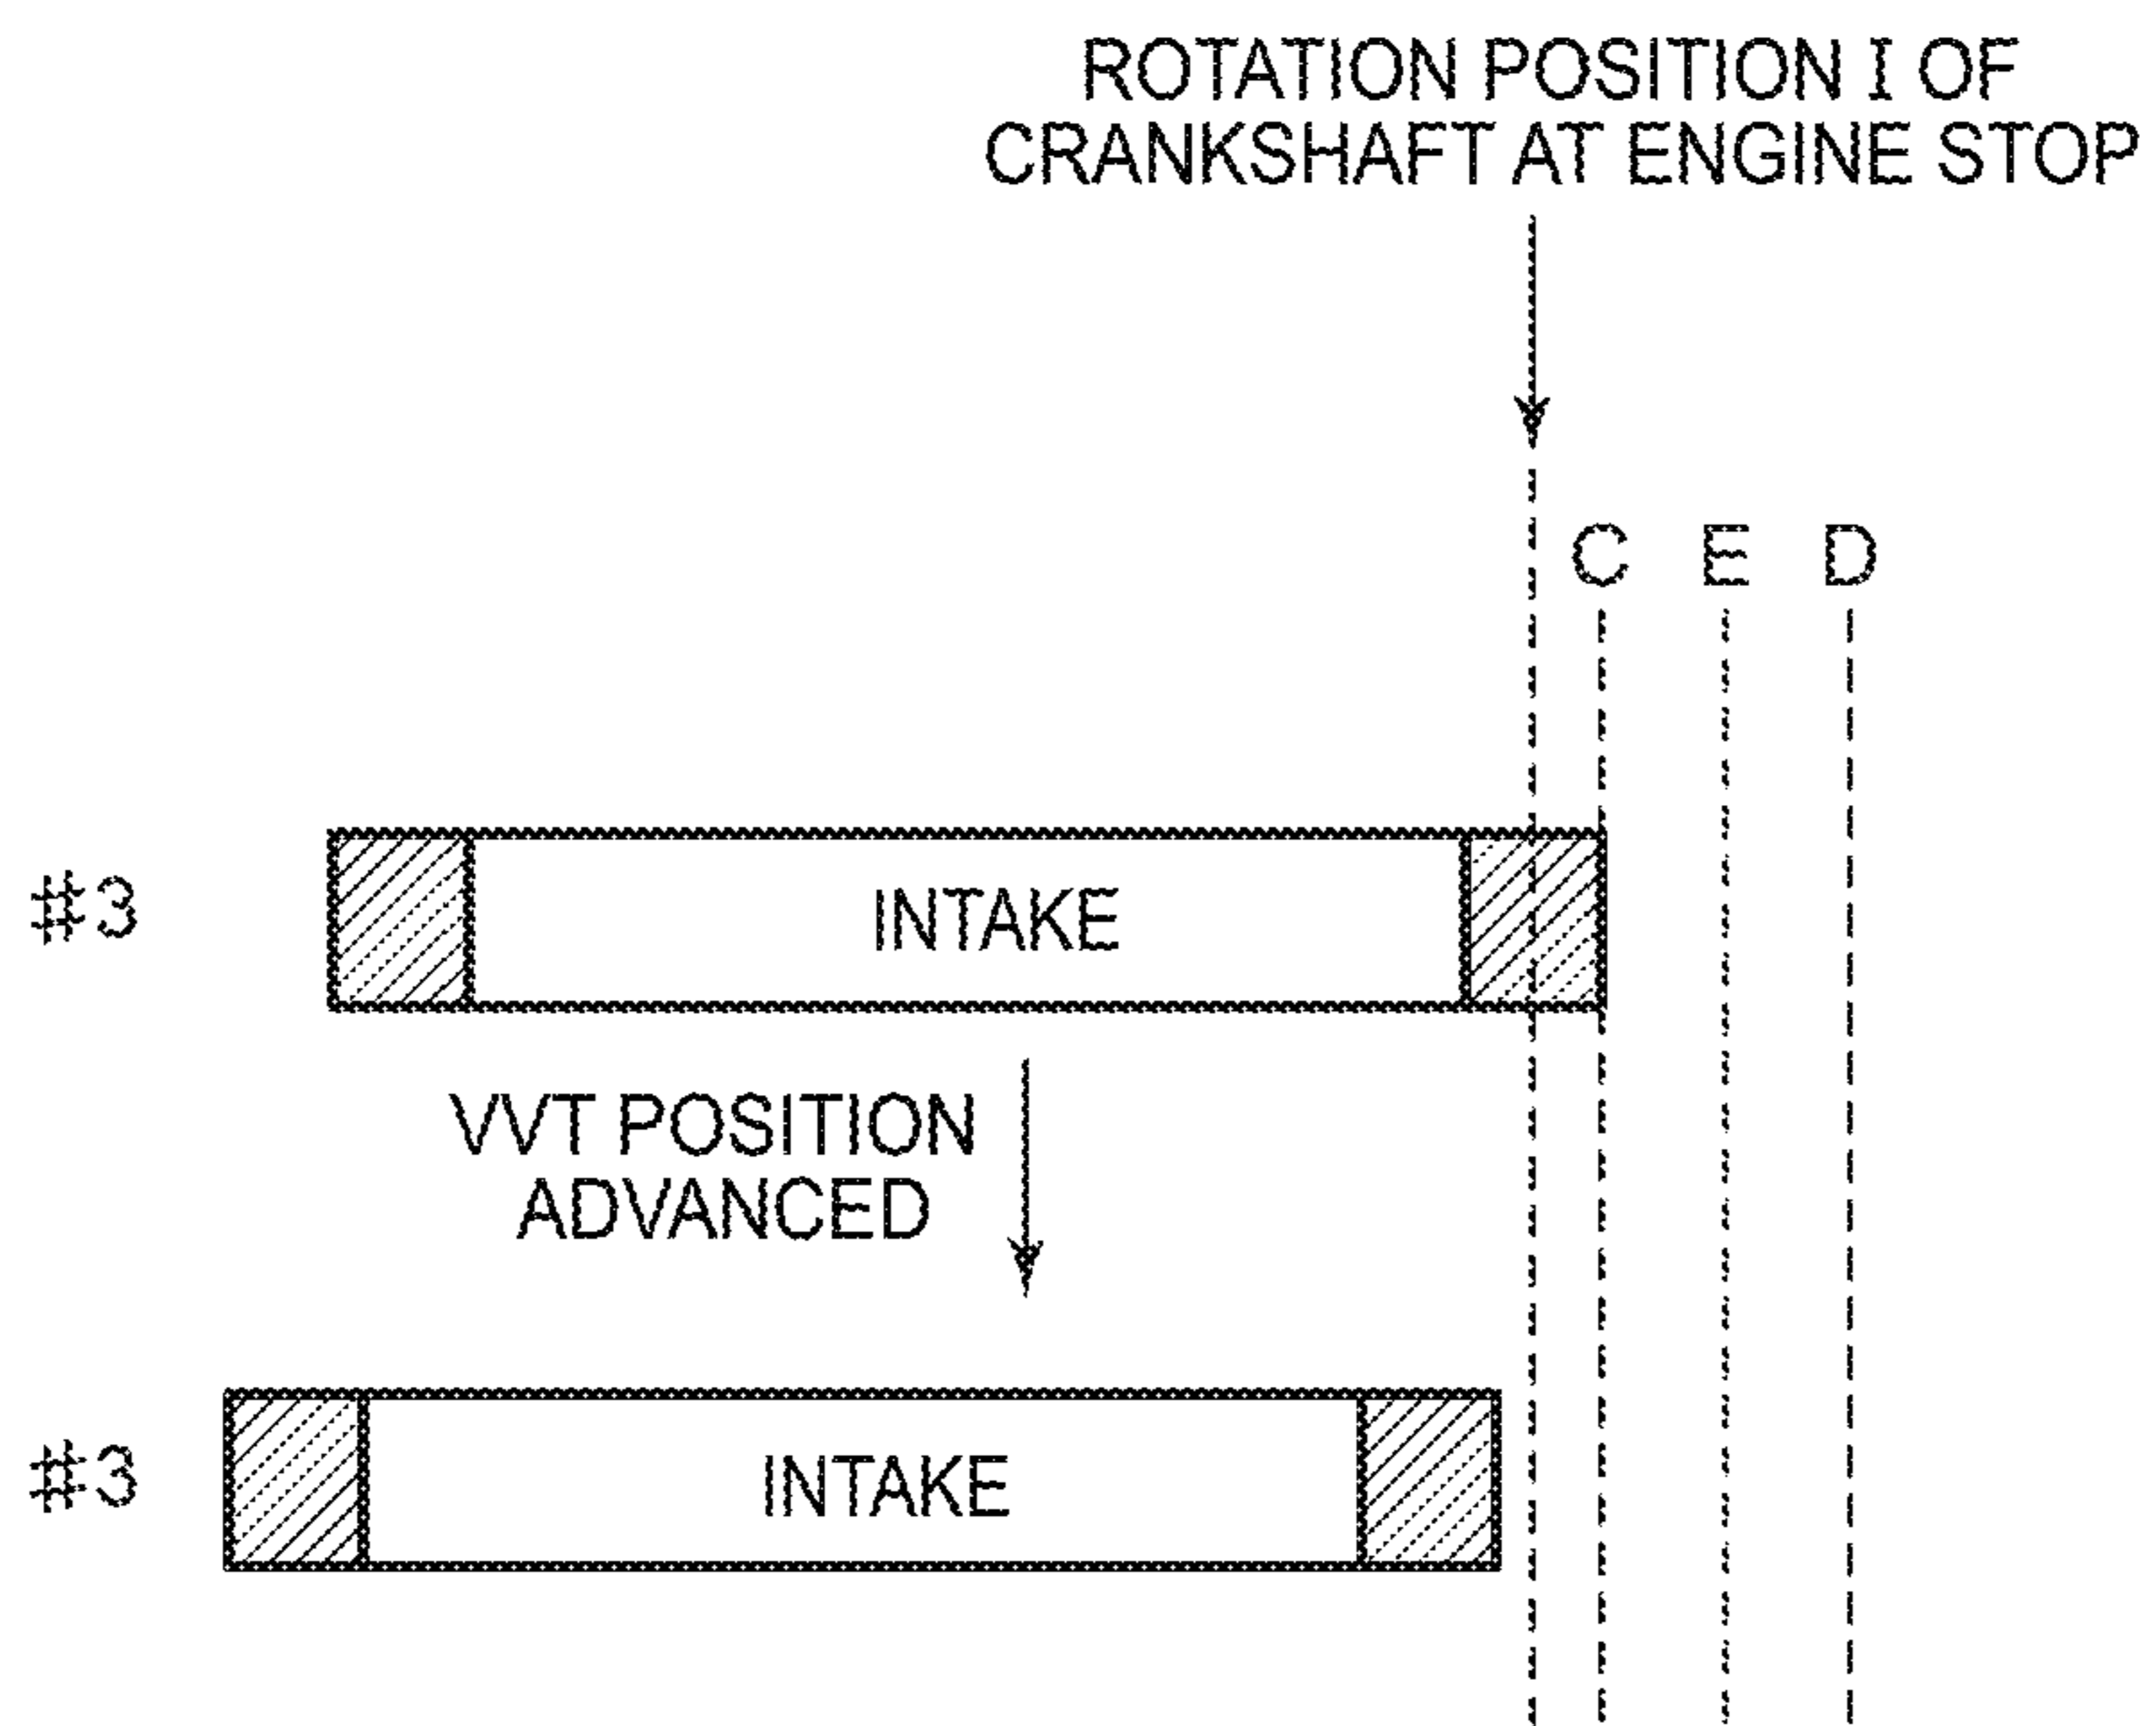 ROTATION POSITION I OF
CRANKSHAFT AT ENGINE STOP
C E D
#3 INTAKE
VVT POSITION
ADVANCED
#3 INTAKE